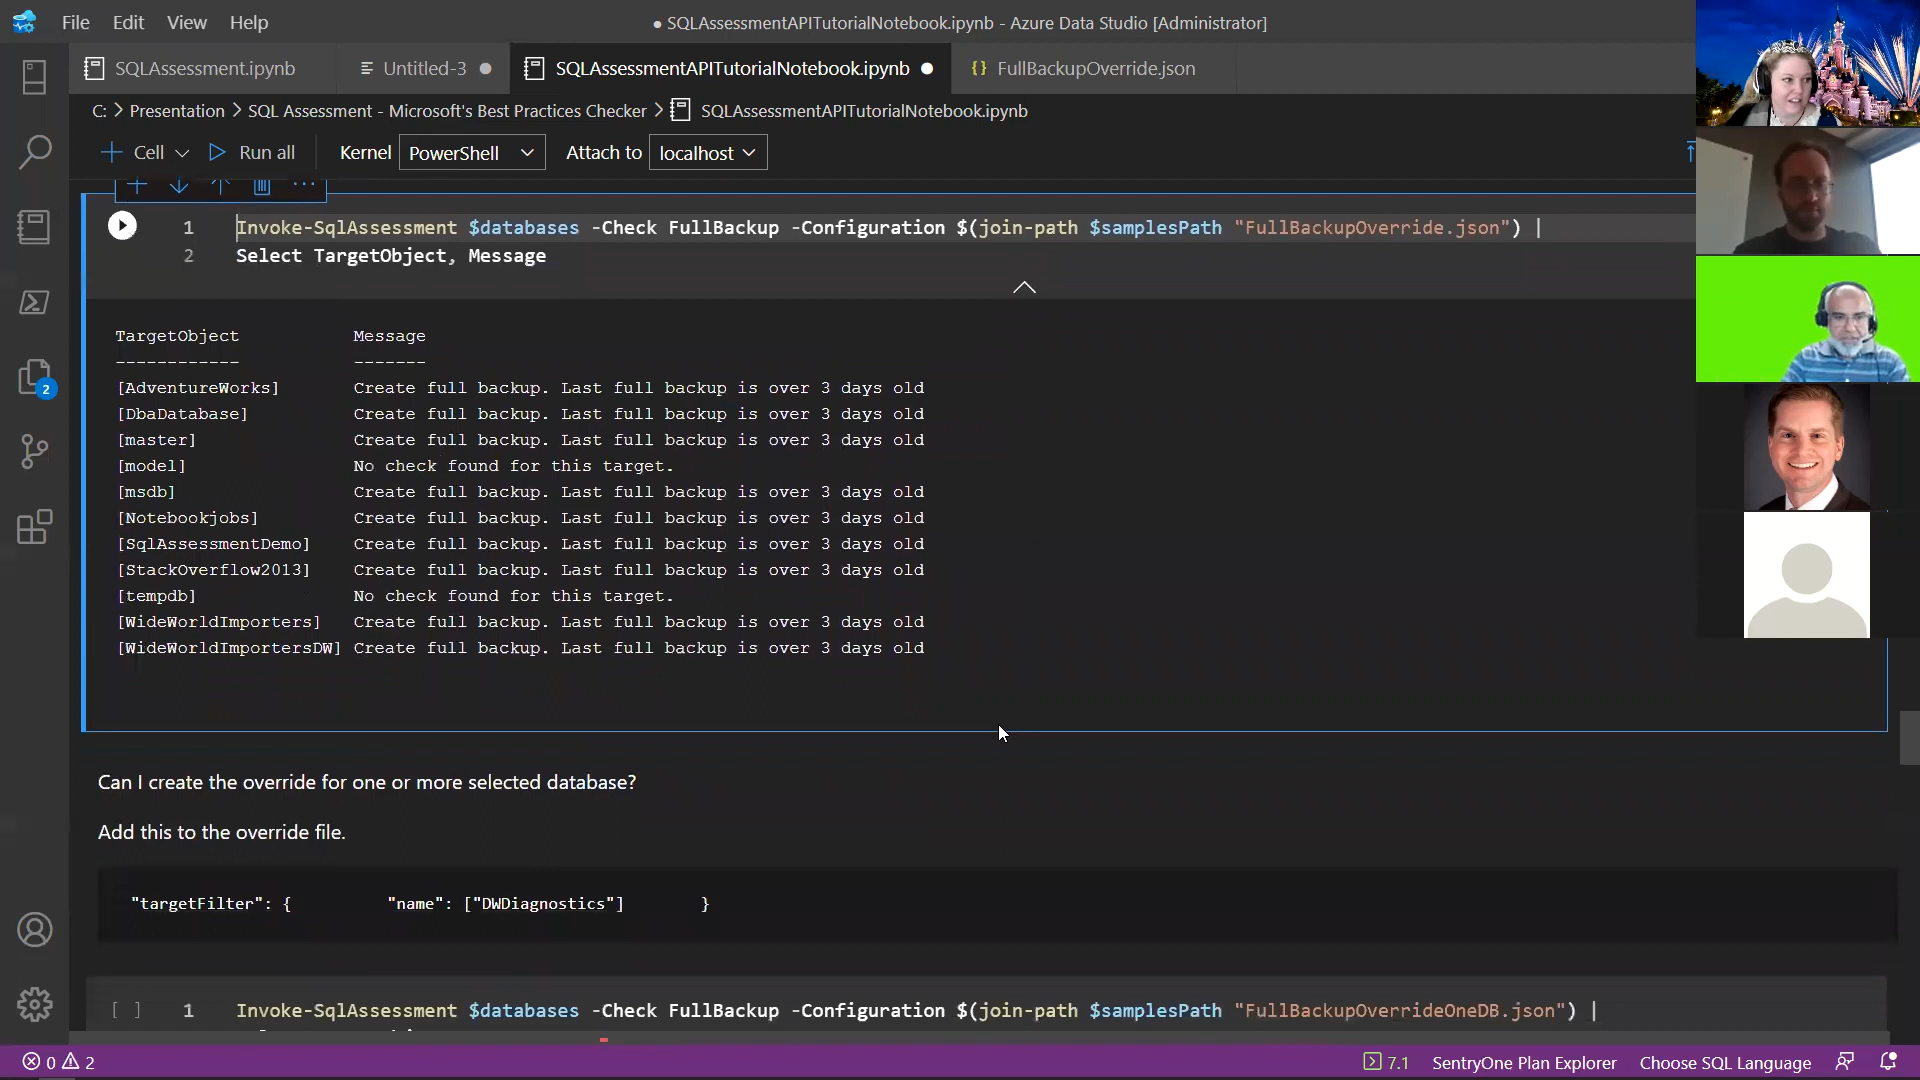 File Edit View Help
● SQLAssessmentAPITutorialNotebook.ipynb - Azure Data Studio [Administrator]
SQLAssessment.ipynb
Untitled-3 ●
SQLAssessmentAPITutorialNotebook.ipynb ●
{} FullBackupOverride.json
C: > Presentation > SQL Assessment - Microsoft's Best Practices Checker > SQLAssessmentAPITutorialNotebook.ipynb
Cell Run all Kernel PowerShell Attach to localhost
1 Invoke-SqlAssessment $databases -Check FullBackup -Configuration $(join-path $samplesPath "FullBackupOverride.json") |
2 Select TargetObject, Message
TargetObject Message
------------ -------
[AdventureWorks] Create full backup. Last full backup is over 3 days old
[DbaDatabase] Create full backup. Last full backup is over 3 days old
[master] Create full backup. Last full backup is over 3 days old
[model] No check found for this target.
[msdb] Create full backup. Last full backup is over 3 days old
[Notebookjobs] Create full backup. Last full backup is over 3 days old
[SqlAssessmentDemo] Create full backup. Last full backup is over 3 days old
[StackOverflow2013] Create full backup. Last full backup is over 3 days old
[tempdb] No check found for this target.
[WideWorldImporters] Create full backup. Last full backup is over 3 days old
[WideWorldImportersDW] Create full backup. Last full backup is over 3 days old
2
Can I create the override for one or more selected database?
Add this to the override file.
"targetFilter": { "name": ["DWDiagnostics"] }
[ ] 1 Invoke-SqlAssessment $databases -Check FullBackup -Configuration $(join-path $samplesPath "FullBackupOverrideOneDB.json") |
0 2
7.1 SentryOne Plan Explorer Choose SQL Language